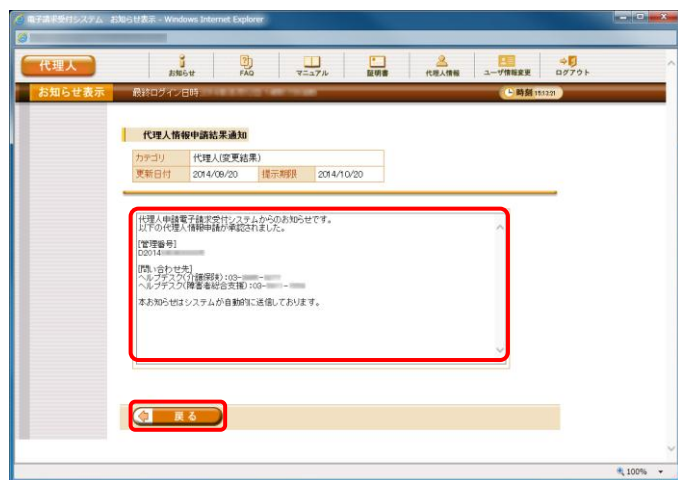 電子請求受付システム お知らせ表示 - Windows Internet Explorer
代理人
お知らせ
FAQ
マニュアル
証明書
代理人情報
ユーザ情報変更
ログアウト
お知らせ表示
最終ログイン日時
時刻 15:13:21
代理人情報申請結果通知
カテゴリ 代理人(変更結果)
更新日付 2014/09/20 提示期限 2014/10/20
代理人申請電子請求受付システムからのお知らせです。
以下の代理人情報申請が承認されました。
[管理番号]
D2014
[問い合わせ先]
ヘルプデスク(介護保険):03-
ヘルプデスク(障害者総合支援):03-
本お知らせはシステムが自動的に送信しております。
戻る
100%